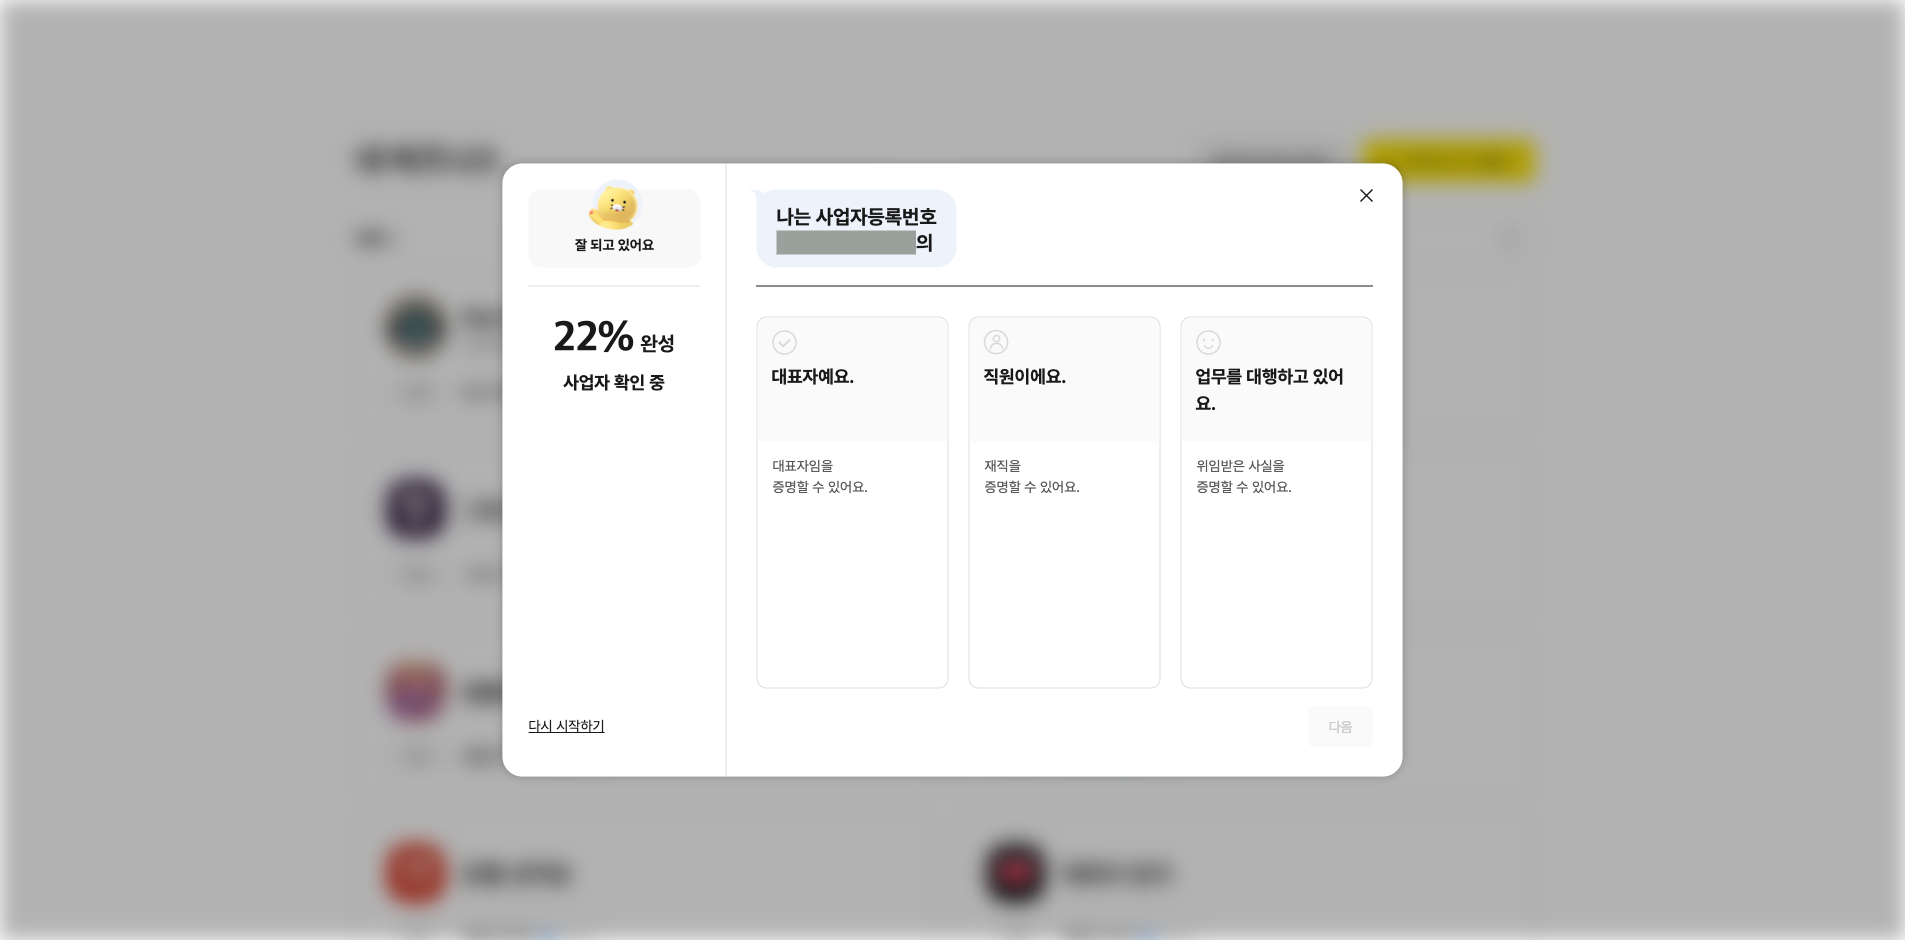 잘 되고 있어요
22% 완성
사업자 확인 중
다시 시작하기
나는 사업자등록번호
의
대표자예요.
대표자임을
증명할 수 있어요.
직원이에요.
재직을
증명할 수 있어요.
업무를 대행하고 있어
요.
위임받은 사실을
증명할 수 있어요.
다음